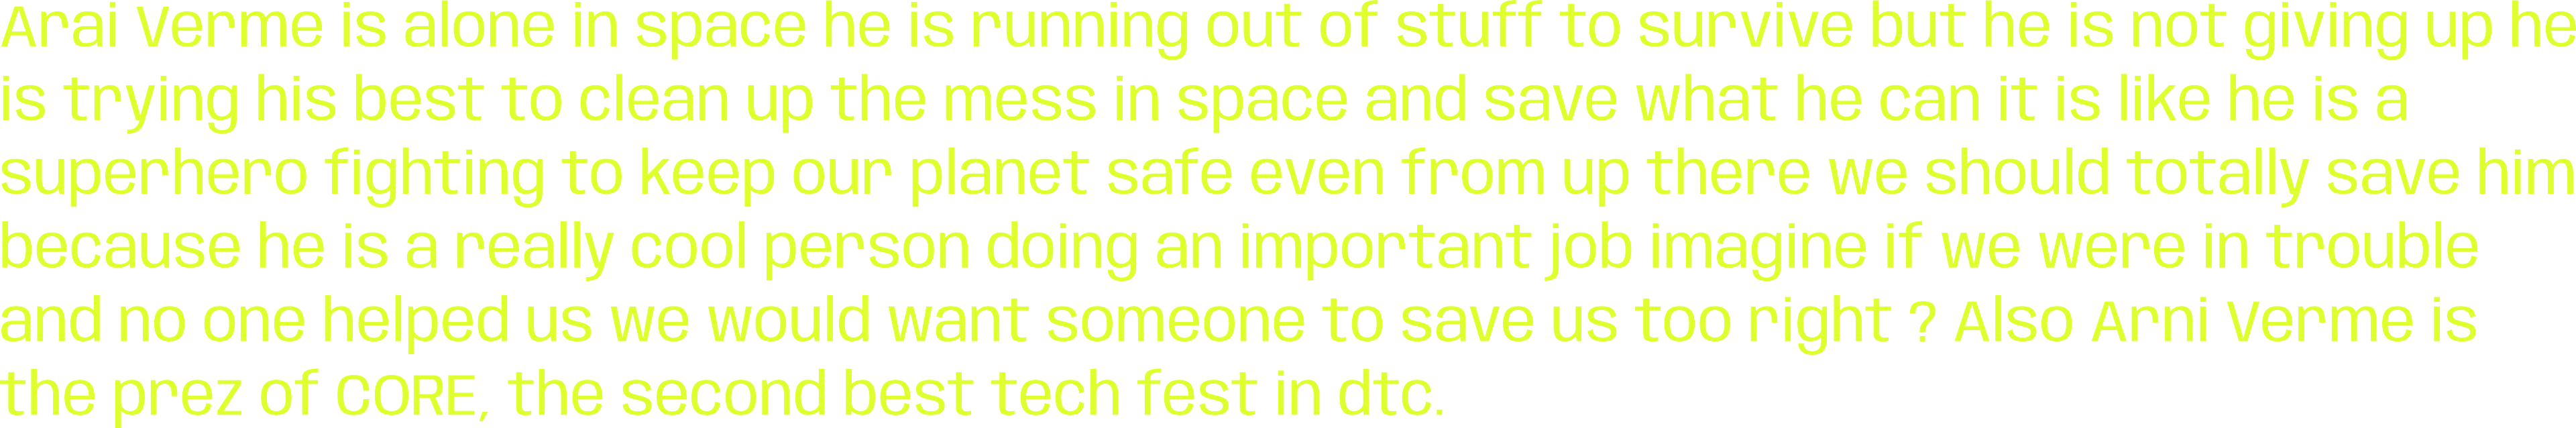 Arai Verme is alone in space he is running out of stuff to survive but he is not giving up he
is trying his best to clean up the mess in space and save what he can it is like he is a
superhero fighting to keep our planet safe even from up there we should totally save him
because he is a really cool person doing an important job imagine if we were in trouble
and no one helped us we would want someone to save us too right ? Also Arni Verme is
the prez of CORE, the second best tech fest in dtc.